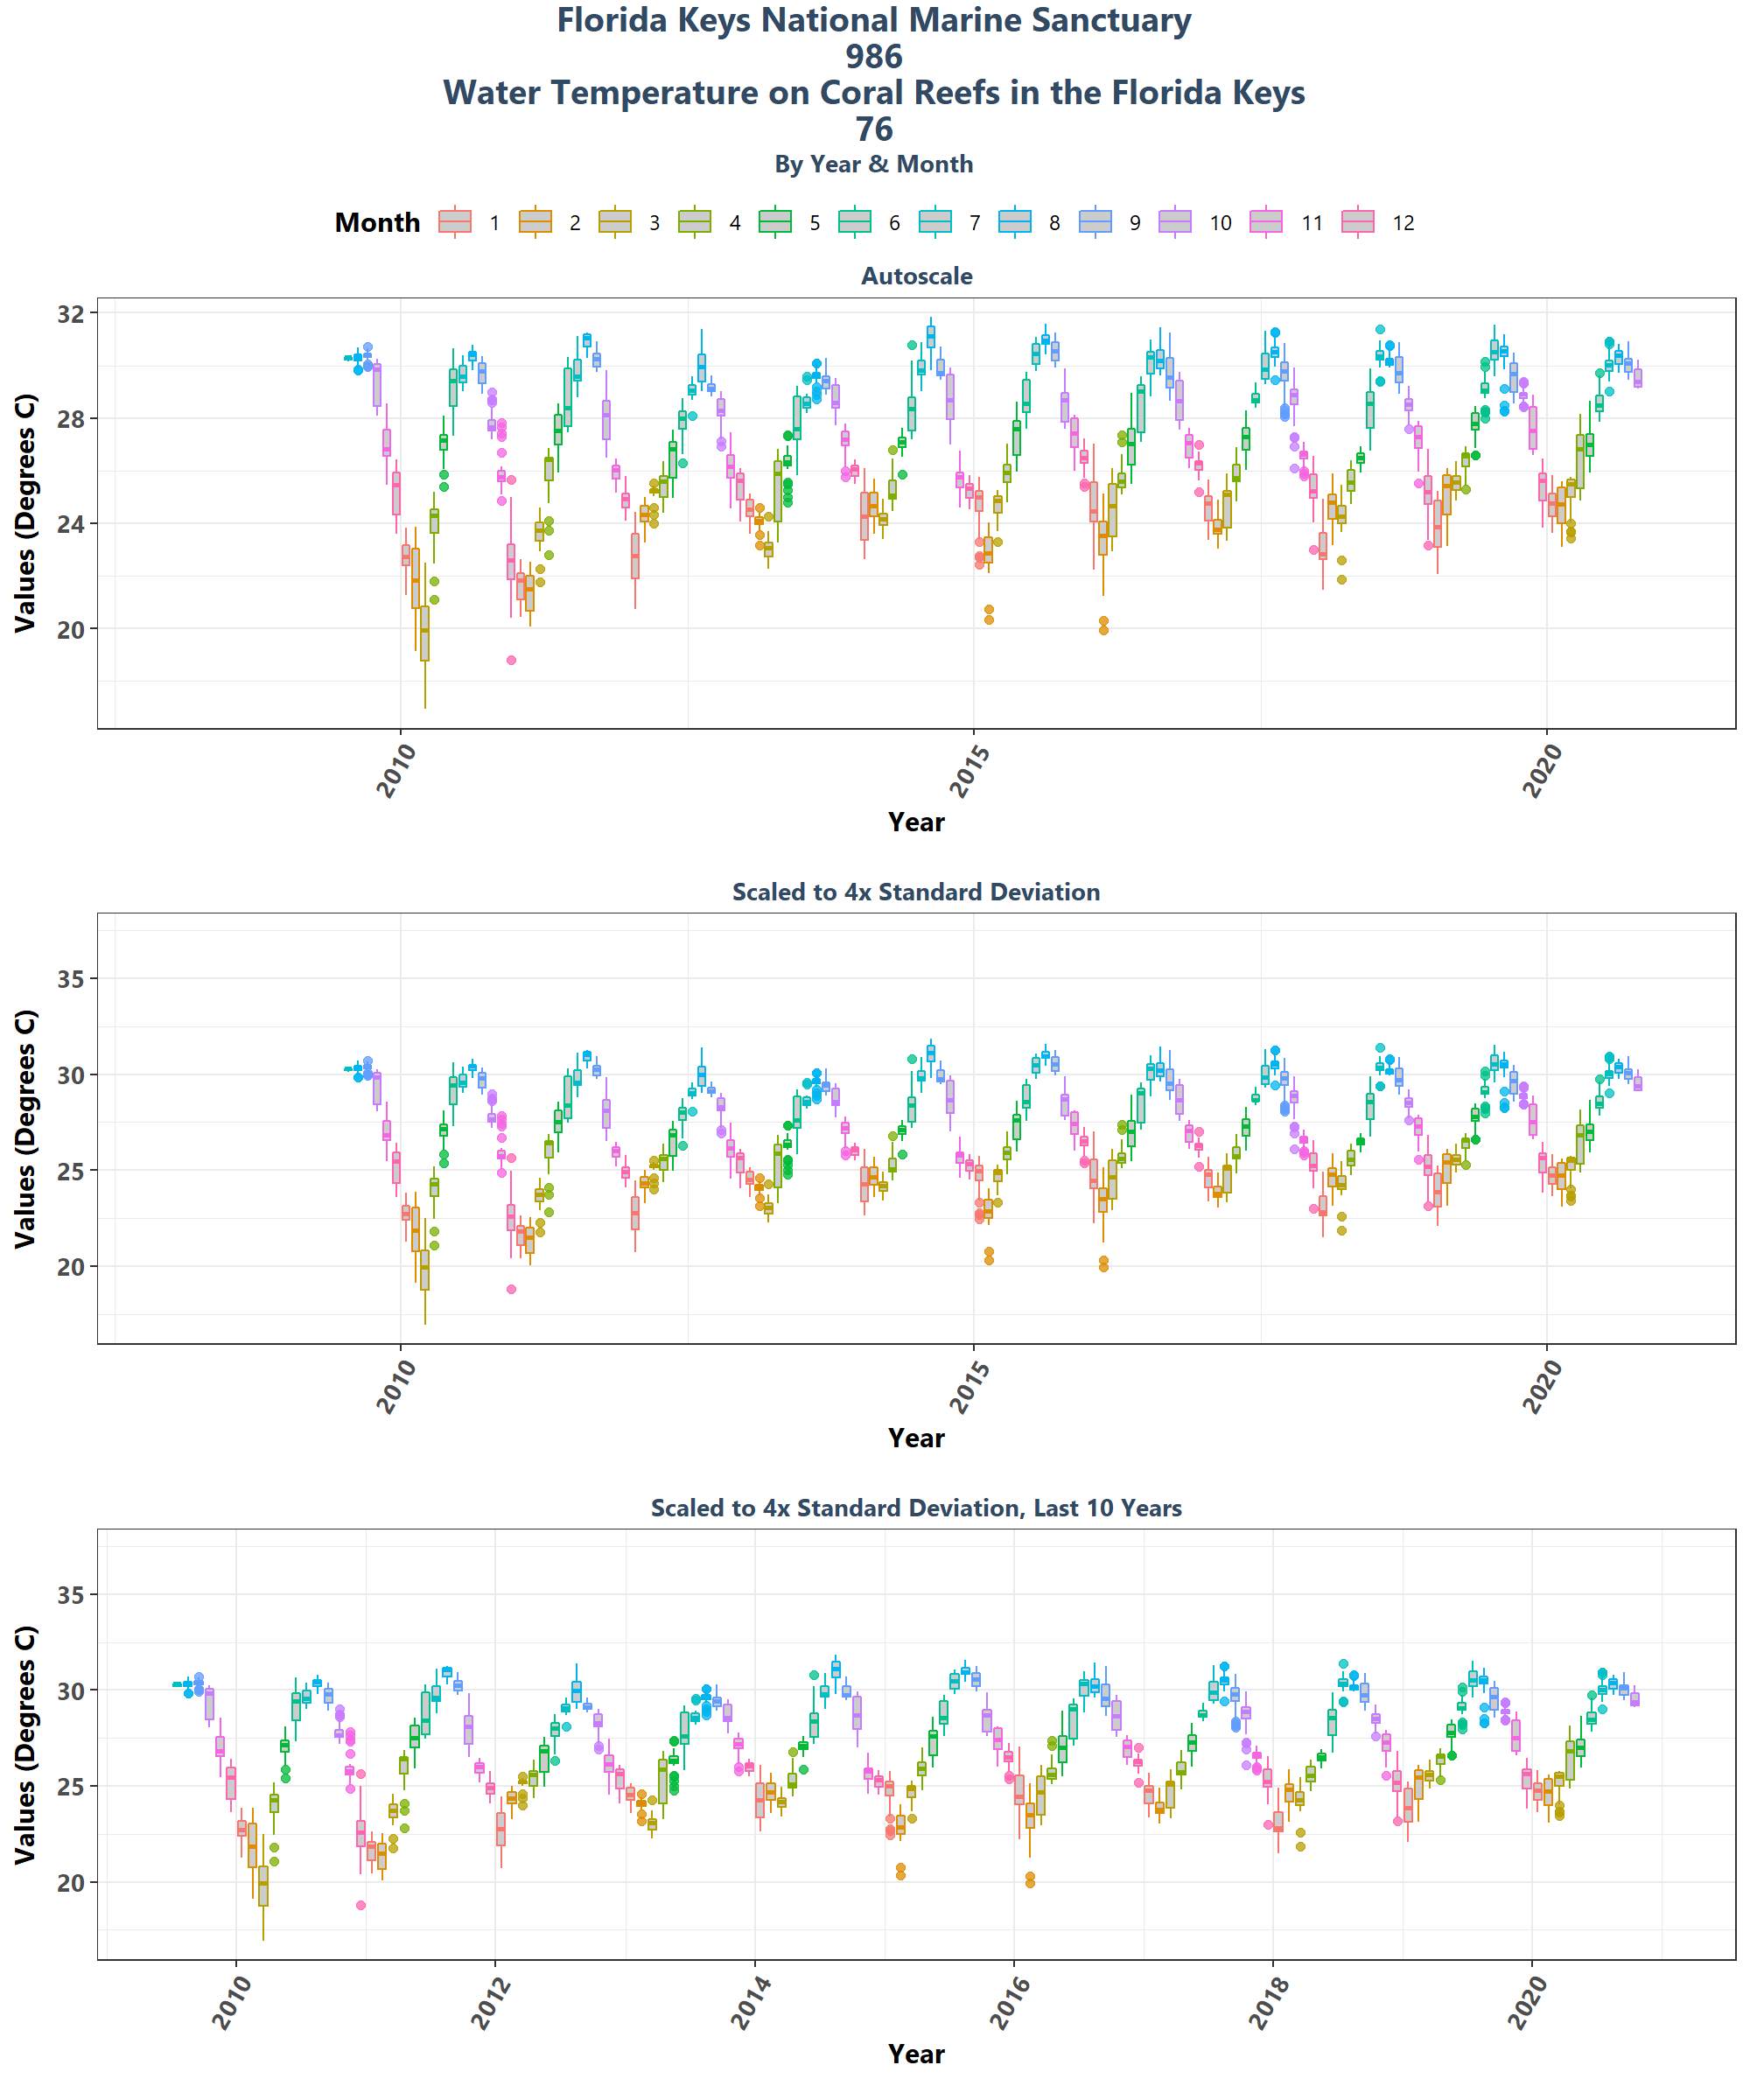 Florida Keys National Marine Sanctuary
986
Water Temperature on Coral Reefs in the Florida Keys
76
By Year & Month
Month 1 2 3 4 5 6 7 8 9 10 11 12
Autoscale
Values (Degrees C)
32
28
24
20
2010 2015 2020
Year
Scaled to 4x Standard Deviation
Values (Degrees C)
35
30
25
20
2010 2015 2020
Year
Scaled to 4x Standard Deviation, Last 10 Years
Values (Degrees C)
35
30
25
20
2010 2012 2014 2016 2018 2020
Year